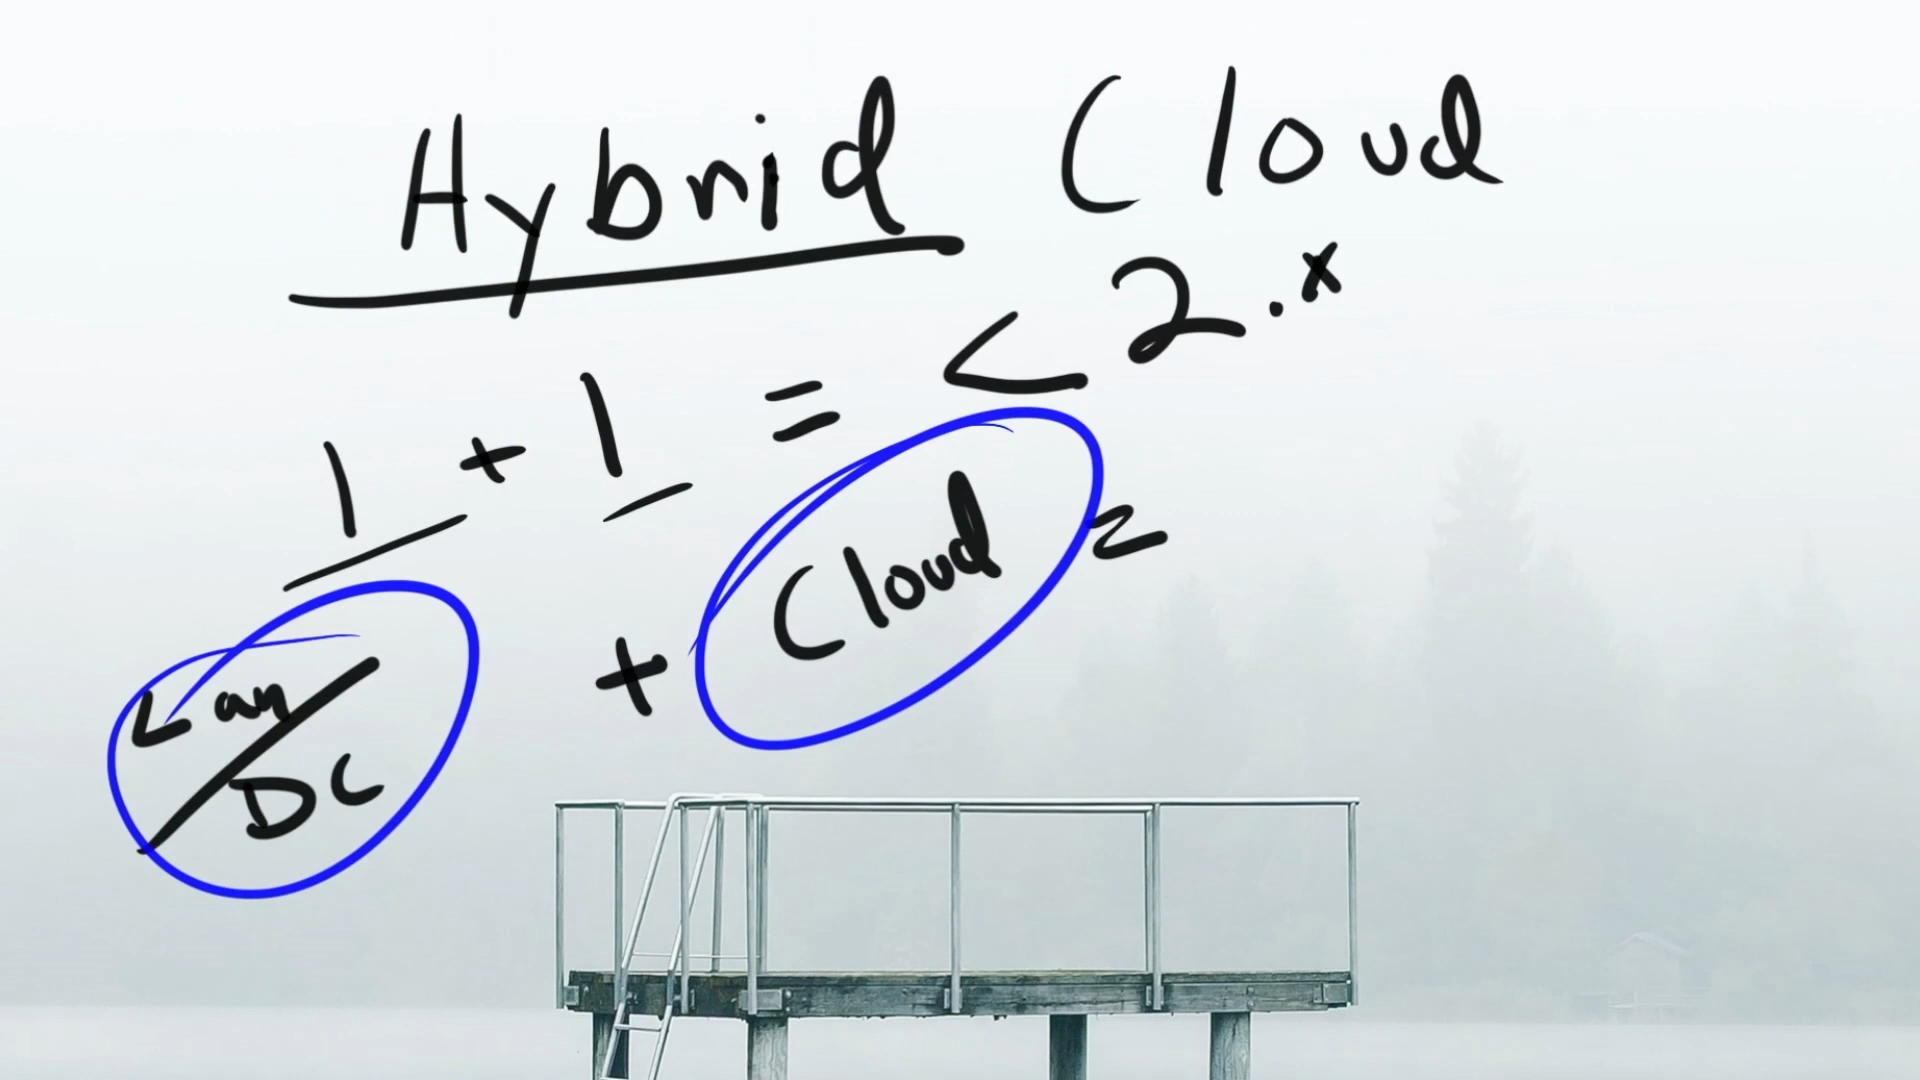 Hybrid Cloud
1 + 1 = < 2.x
Lan/DC + Cloud =